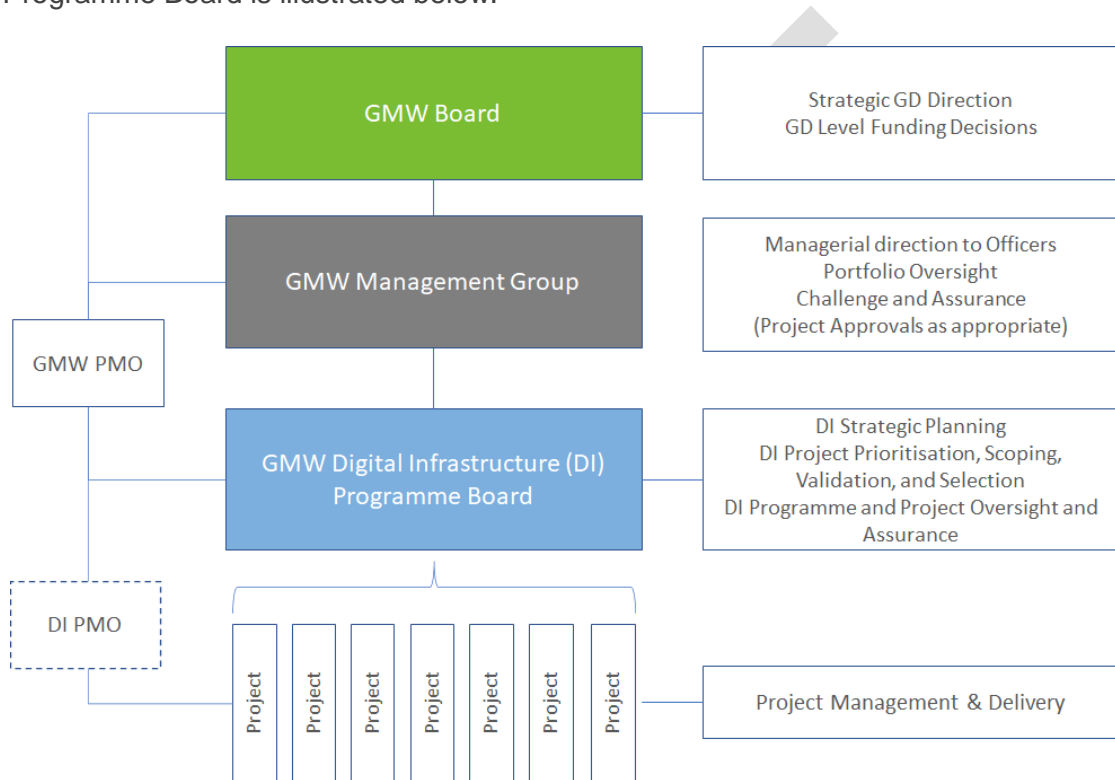 Programme Board is illustrated below.
GMW Board
Strategic GD Direction
GD Level Funding Decisions
GMW Management Group
Managerial direction to Officers
Portfolio Oversight
Challenge and Assurance
(Project Approvals as appropriate)
GMW PMO
GMW Digital Infrastructure (DI)
Programme Board
DI Strategic Planning
DI Project Prioritisation, Scoping,
Validation, and Selection
DI Programme and Project Oversight and
Assurance
DI PMO
Project
Project
Project
Project
Project
Project
Project
Project Management & Delivery